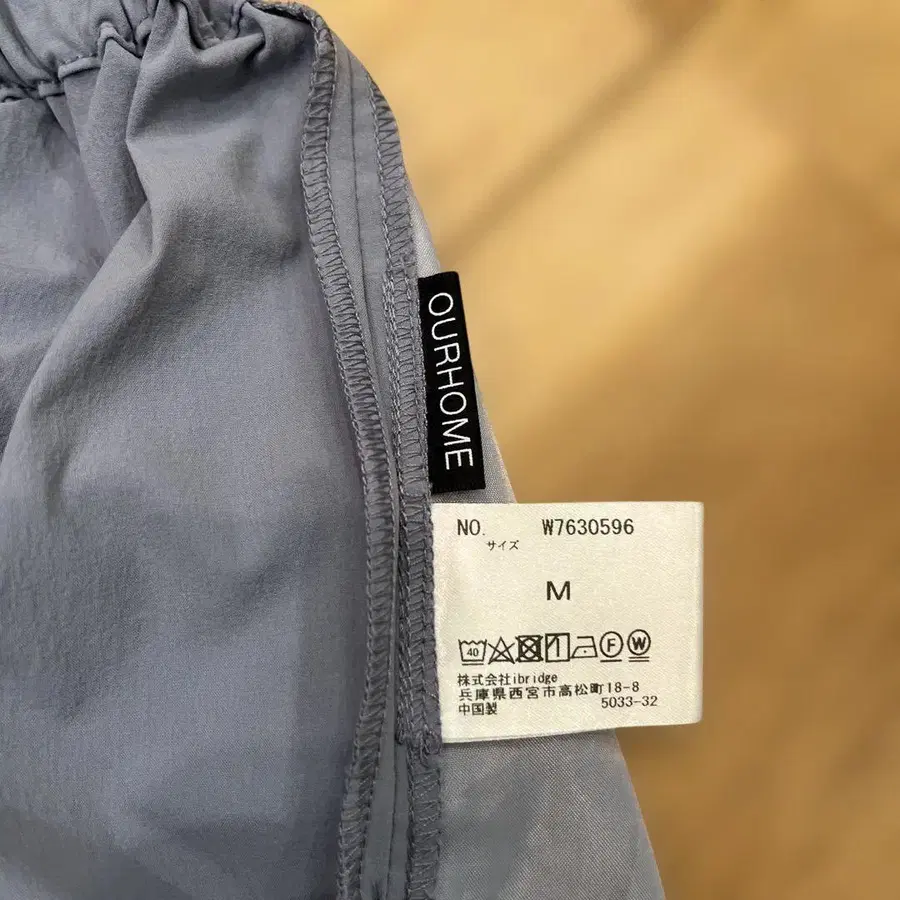 OURHOME
NO. W7630596
サイズ
M
40
F W
株式会社ibridge
兵庫県西宮市高松町18-8
中国製 5033-32